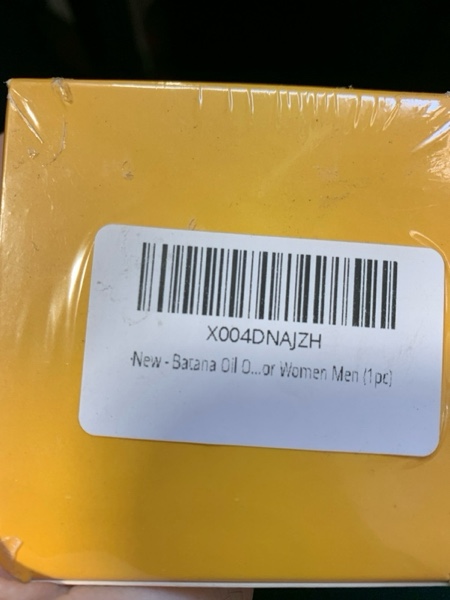 X004DNAJZH
New - Batana Oil O...or Women Men (1pc)